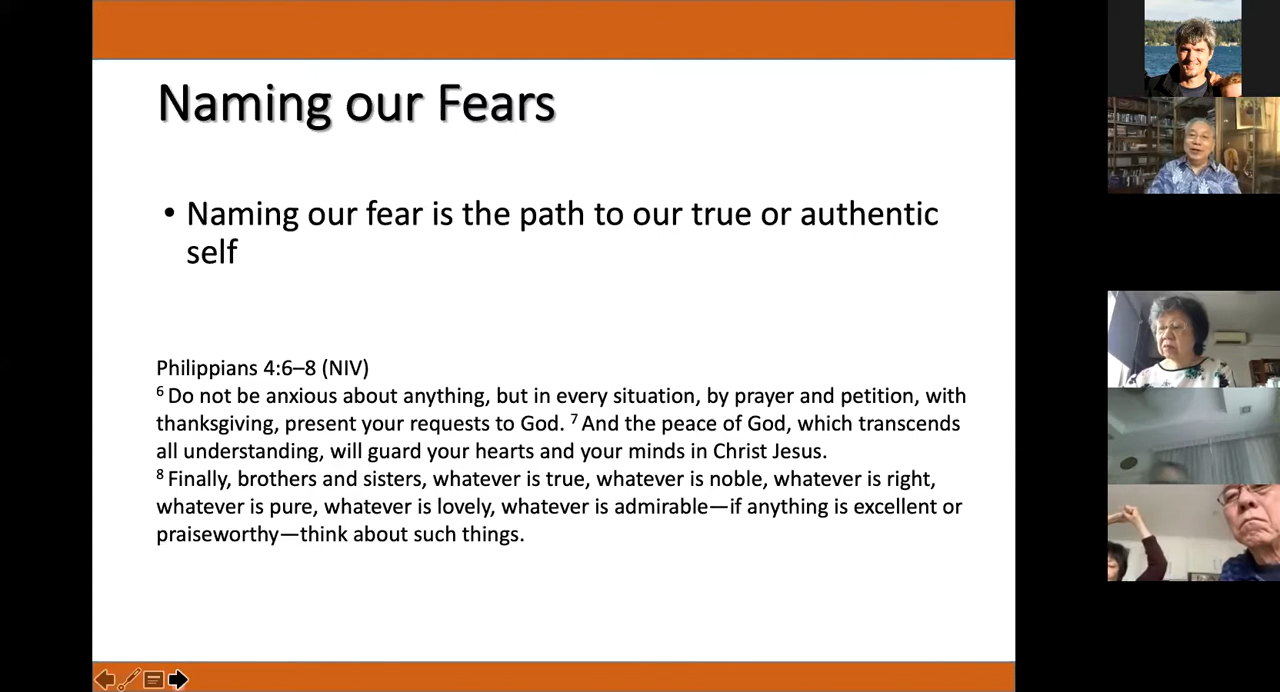 Naming our Fears
• Naming our fear is the path to our true or authentic
self
Philippians 4:6–8 (NIV)
6 Do not be anxious about anything, but in every situation, by prayer and petition, with
thanksgiving, present your requests to God. 7 And the peace of God, which transcends
all understanding, will guard your hearts and your minds in Christ Jesus.
8 Finally, brothers and sisters, whatever is true, whatever is noble, whatever is right,
whatever is pure, whatever is lovely, whatever is admirable—if anything is excellent or
praiseworthy—think about such things.